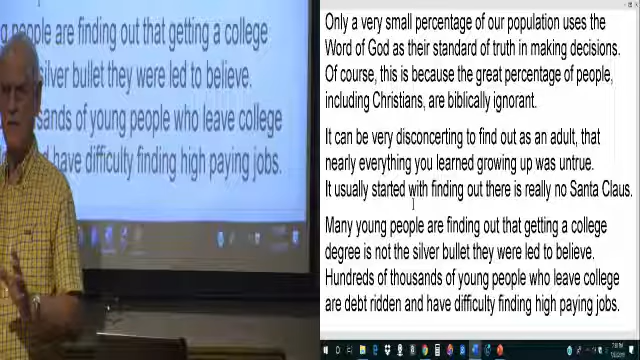 g people are finding out that getting a college
silver bullet they were led to believe.
sands of young people who leave college
and have difficulty finding high paying jobs.
Only a very small percentage of our population uses the
Word of God as their standard of truth in making decisions.
Of course, this is because the great percentage of people,
including Christians, are biblically ignorant.
It can be very disconcerting to find out as an adult, that
nearly everything you learned growing up was untrue.
It usually started with finding out there is really no Santa Claus.
Many young people are finding out that getting a college
degree is not the silver bullet they were led to believe.
Hundreds of thousands of young people who leave college
are debt ridden and have difficulty finding high paying jobs.